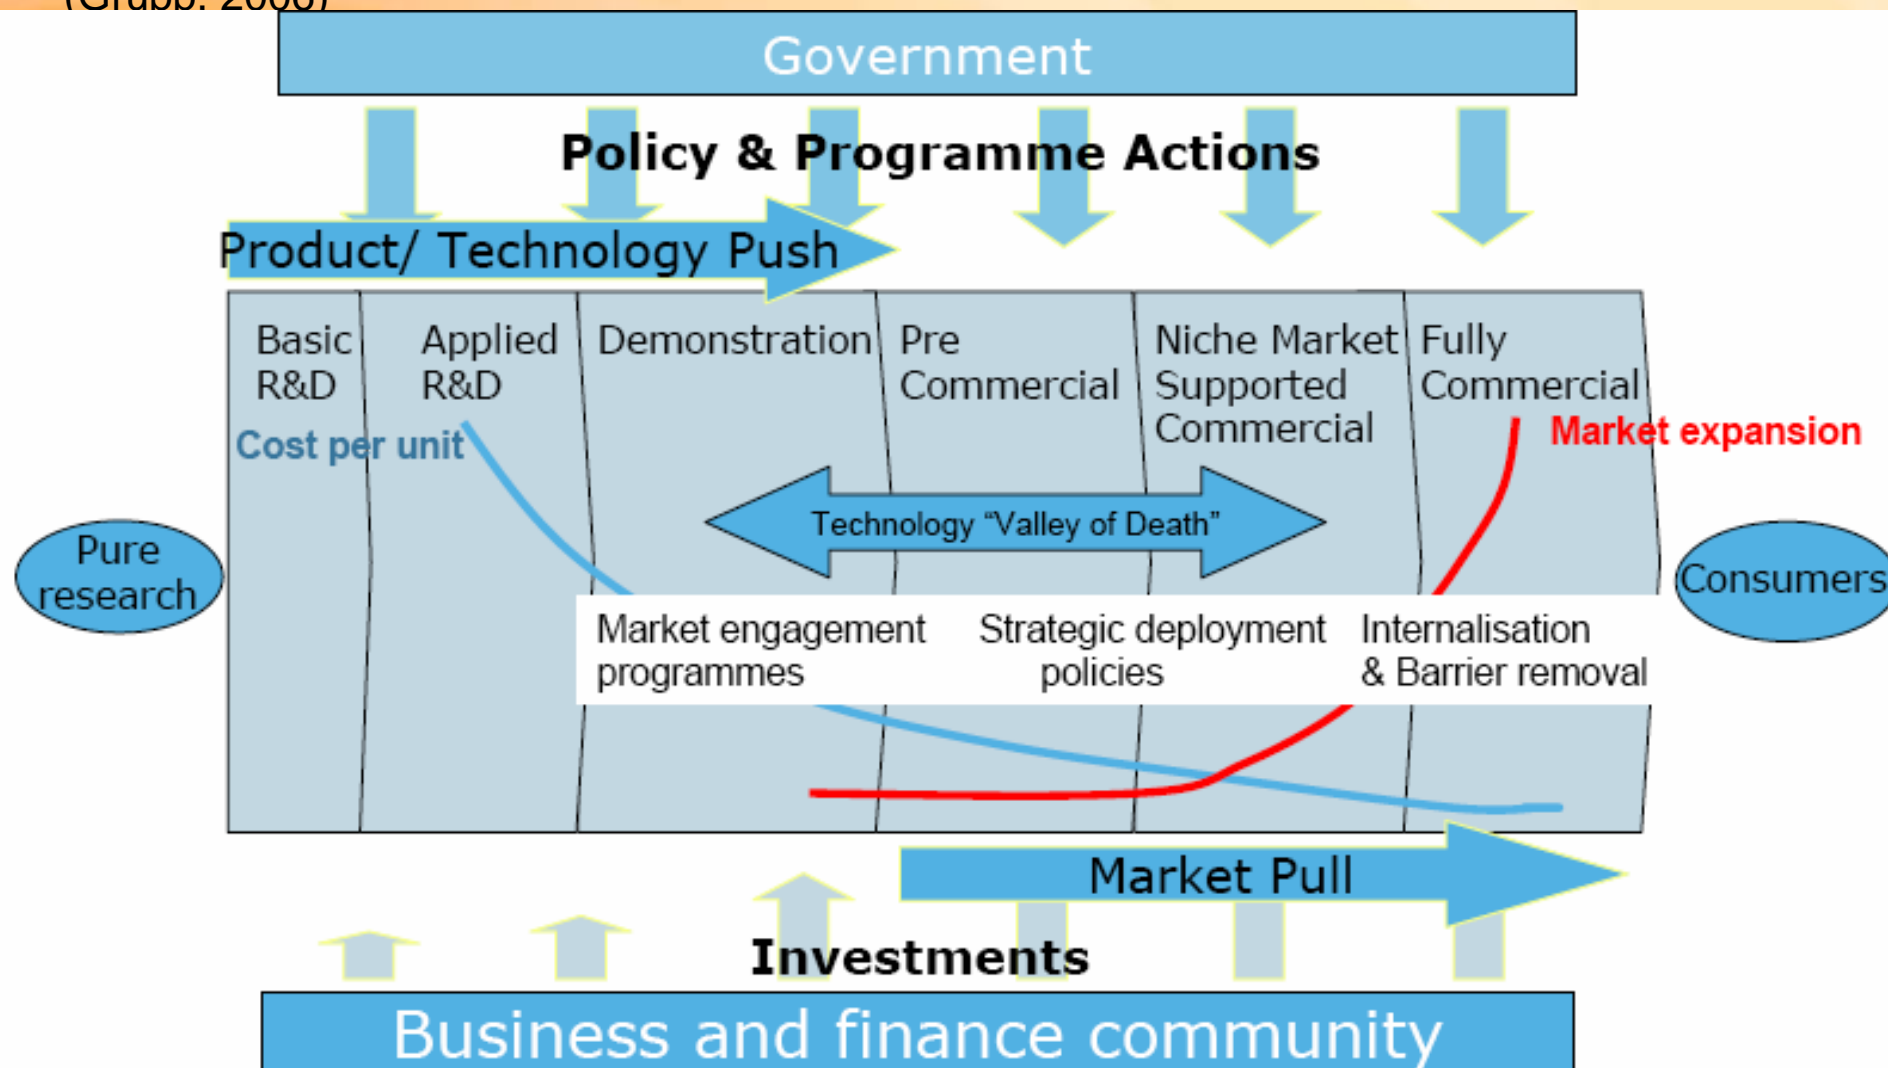 (Grubb, 2008)
Government
Policy & Programme Actions
Product/ Technology Push
Basic
R&D
Applied
R&D
Demonstration
Pre
Commercial
Niche Market
Supported
Commercial
Fully
Commercial
Cost per unit
Market expansion
Technology “Valley of Death”
Pure
research
Consumers
Market engagement
programmes
Strategic deployment
policies
Internalisation
& Barrier removal
Market Pull
Investments
Business and finance community